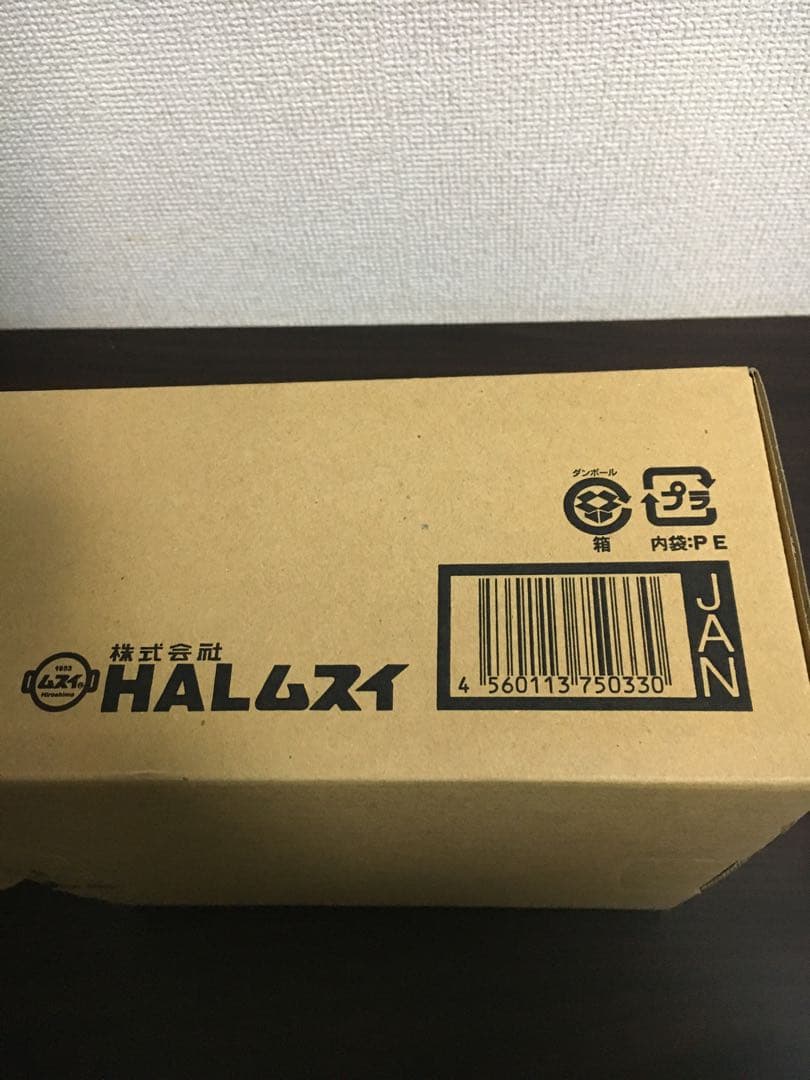 ダンボール
プラ
箱
内袋:PE
JAN
4 560113 750330
株式会社
HALムスイ
1953
ムスイ®
Hiroshima